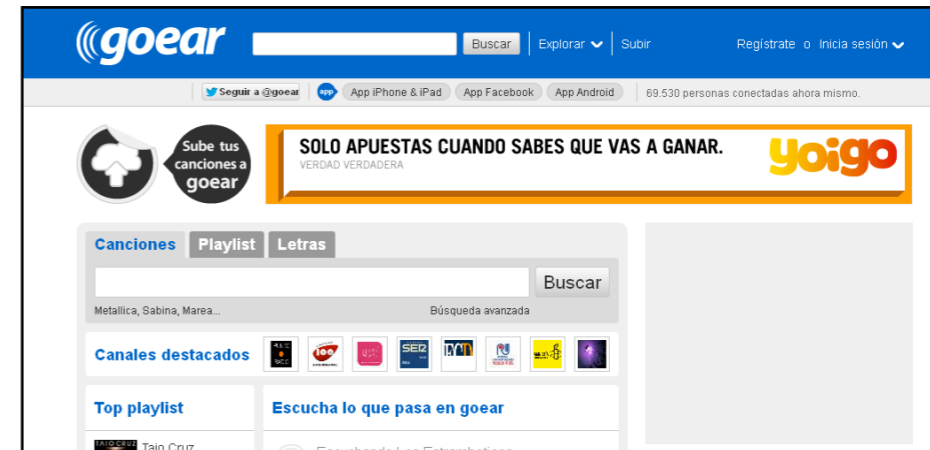 goear Buscar Explorar Subir Regístrate o Inicia sesión
Seguir a @goear app App iPhone & iPad App Facebook App Android 69.530 personas conectadas ahora mismo.
Sube tus
canciones a
goear
SOLO APUESTAS CUANDO SABES QUE VAS A GANAR.
VERDAD VERDADERA
yoigo
Canciones Playlist Letras
Buscar
Metallica, Sabina, Marea... Búsqueda avanzada
Canales destacados 100 SER
Top playlist Escucha lo que pasa en goear
TAIO CRUZ Taio Cruz